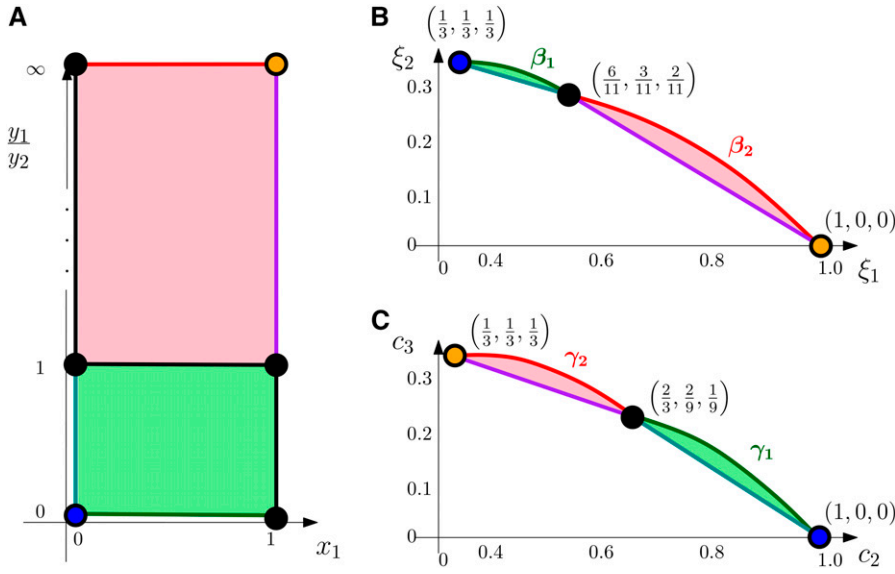 A
∞
y₁/y₂
1
0
0
1
x₁
B
(1/3, 1/3, 1/3)
ξ₂
β₁
(6/11, 3/11, 2/11)
0.3
0.2
β₂
0.1
(1, 0, 0)
0
0
0.4
0.6
0.8
1.0
ξ₁
C
c₃
(1/3, 1/3, 1/3)
γ₂
0.3
(2/3, 2/9, 1/9)
0.2
γ₁
0.1
(1, 0, 0)
0
0
0.4
0.6
0.8
1.0
c₂